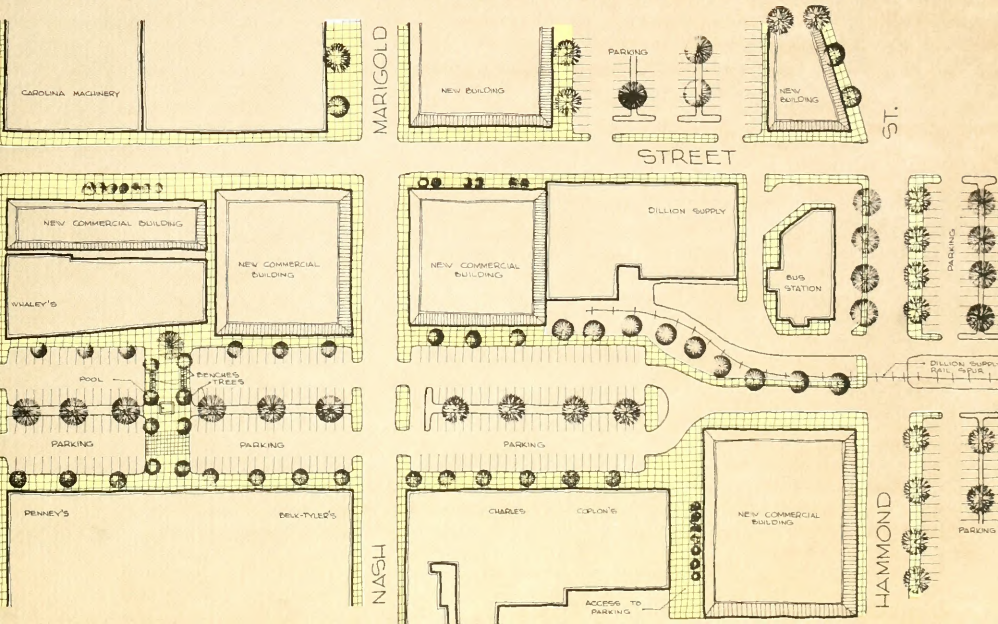 CAROLINA MACHINERY
MARIGOLD
NEW BUILDING
PARKING
NEW
BUILDING
ST.
STREET
NEW COMMERCIAL BUILDING
WHALEY'S
NEW COMMERCIAL
BUILDING
NEW COMMERCIAL
BUILDING
DILLION SUPPLY
BUS
STATION
PARKING
POOL
BENCHES
TREES
DILLION SUPPLY
RAIL SPUR
PARKING
PARKING
PARKING
PENNEY'S
BELK-TYLER'S
NASH
CHARLES
COPLON'S
ACCESS TO
PARKING
NEW COMMERCIAL
BUILDING
HAMMOND
PARKING